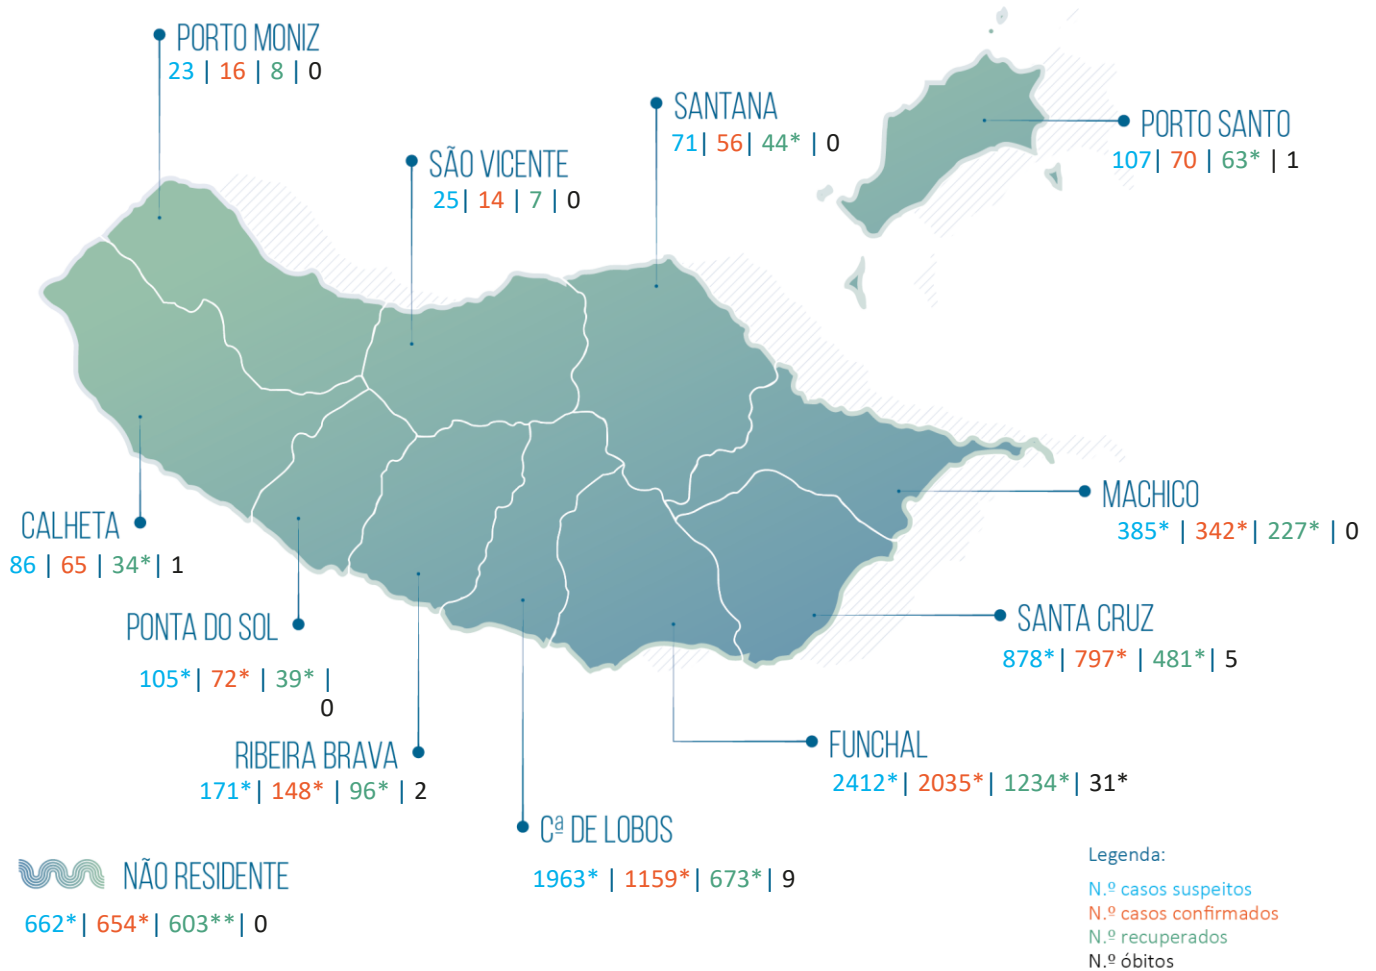 PORTO MONIZ
23 | 16 | 8 | 0
SANTANA
71| 56| 44* | 0
PORTO SANTO
107| 70 | 63* | 1
SÃO VICENTE
25| 14 | 7 | 0
MACHICO
385* | 342*| 227* | 0
CALHETA
86 | 65 | 34*| 1
PONTA DO SOL
105*| 72* | 39* |
0
SANTA CRUZ
878*| 797* | 481*| 5
RIBEIRA BRAVA
171*| 148* | 96* | 2
FUNCHAL
2412*| 2035*| 1234*| 31*
Cª DE LOBOS
1963* | 1159*| 673*| 9
NÃO RESIDENTE
662*| 654*| 603**| 0
Legenda:
N.º casos suspeitos
N.º casos confirmados
N.º recuperados
N.º óbitos